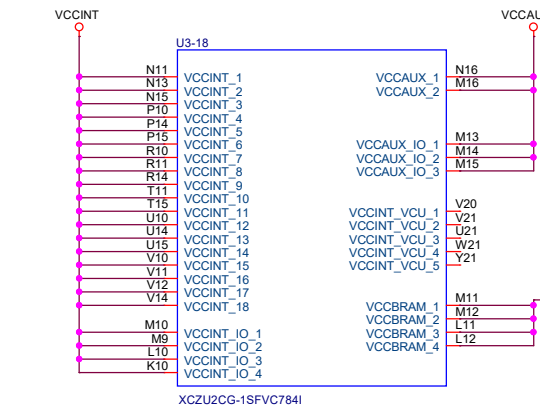 VCCINT VCCAU
U3-18
N11 VCCINT_1 VCCAUX_1 N16
N13 VCCINT_2 VCCAUX_2 M16
N15 VCCINT_3
P10 VCCINT_4
P14 VCCINT_5
P15 VCCINT_6 VCCAUX_IO_1 M13
R10 VCCINT_7 VCCAUX_IO_2 M14
R11 VCCINT_8 VCCAUX_IO_3 M15
R14 VCCINT_9
T11 VCCINT_10
T15 VCCINT_11 VCCINT_VCU_1 V20
U10 VCCINT_12 VCCINT_VCU_2 V21
U14 VCCINT_13 VCCINT_VCU_3 U21
U15 VCCINT_14 VCCINT_VCU_4 W21
V10 VCCINT_15 VCCINT_VCU_5 Y21
V11 VCCINT_16
V12 VCCINT_17
V14 VCCINT_18 VCCBRAM_1 M11
VCCBRAM_2 M12
M10 VCCINT_IO_1 VCCBRAM_3 L11
M9 VCCINT_IO_2 VCCBRAM_4 L12
L10 VCCINT_IO_3
K10 VCCINT_IO_4
XCZU2CG-1SFVC784I